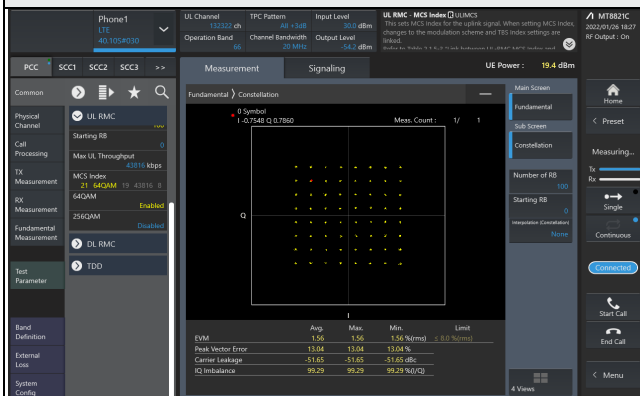 Phone1
LTE
40.105#030
UL Channel
132322 ch
TPC Pattern
All +3dB
Input Level
30.0 dBm
Operation Band
66
Channel Bandwidth
20 MHz
Output Level
-54.2 dBm
UL RMC - MCS Index ULIMCS
This sets MCS Index for the uplink signal. When setting MCS Index,
changes to the modulation scheme and TBS Index settings are
linked.
MT8821C
2022/01/26 18:27
RF Output : On
PCC SCC1 SCC2 SCC3 >>
Measurement
Signaling
UE Power : 19.4 dBm
Common
Physical
Channel
Call
Processing
TX
Measurement
RX
Measurement
Fundamental
Measurement
Test
Parameter
Band
Definition
External
Loss
System
Config
UL RMC
100
Starting RB
0
Max UL Throughput
43816 kbps
MCS Index
21 64QAM 19 43816 8
64QAM
Enabled
256QAM
Disabled
DL RMC
TDD
Fundamental Constellation
0 Symbol
I -0.7548 Q 0.7860
Meas. Count : 1/ 1
Q
I
Avg. Max. Min. Limit
EVM 1.56 1.56 1.56 %(rms) ≤ 8.0 %(rms)
Peak Vector Error 13.04 13.04 13.04 %
Carrier Leakage -51.65 -51.65 -51.65 dBc
IQ Imbalance 99.29 99.29 99.29 %(I/Q)
Main Screen
Fundamental
Sub Screen
Constellation
Number of RB
100
Starting RB
0
Interpolation (Constellation)
None
4 Views
Home
< Preset
Measuring...
Tx
Rx
Single
Continuous
Connected
Start Call
End Call
< Menu